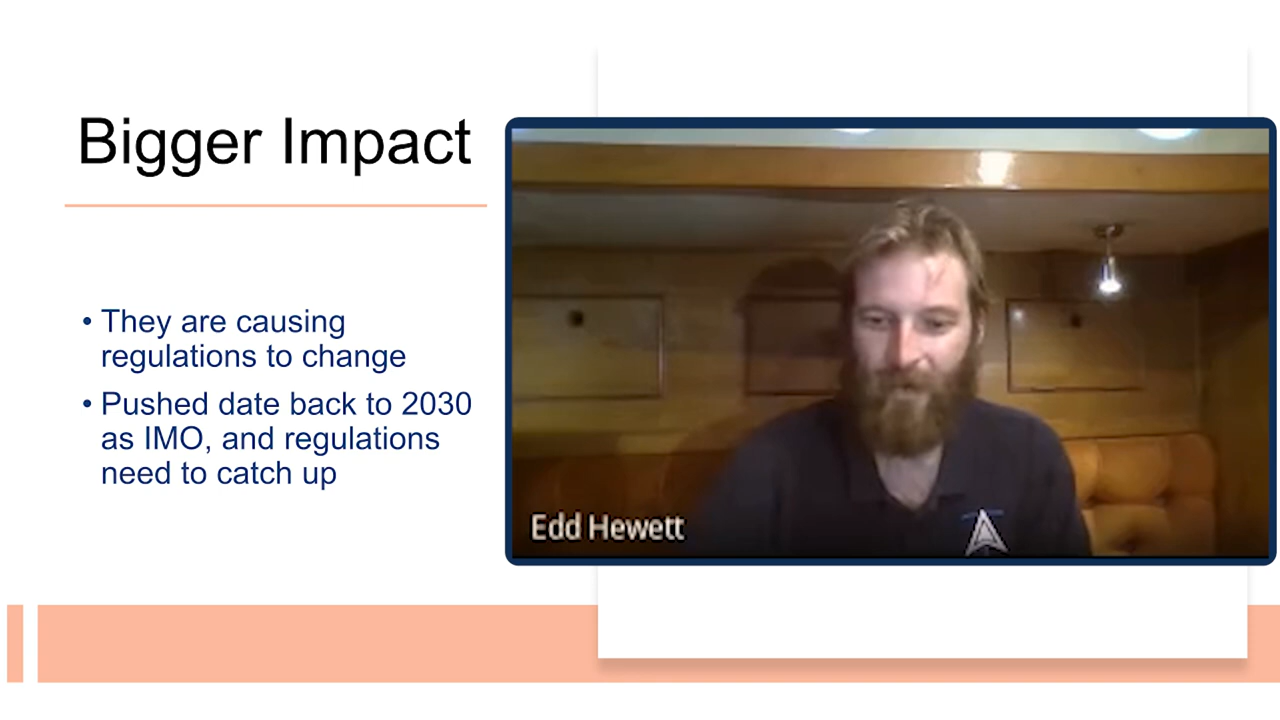 Bigger Impact
• They are causing
regulations to change
• Pushed date back to 2030
as IMO, and regulations
need to catch up
Edd Hewett